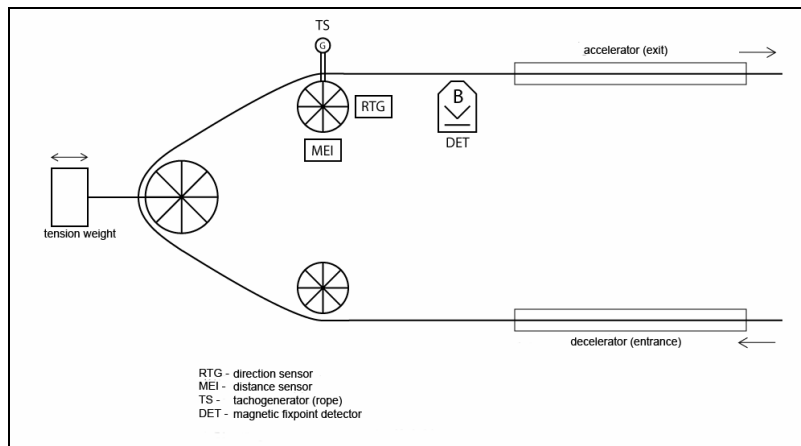 TS
G
accelerator (exit)
RTG
B
MEI
DET
tension weight
decelerator (entrance)
RTG - direction sensor
MEI - distance sensor
TS - tachogenerator (rope)
DET - magnetic fixpoint detector